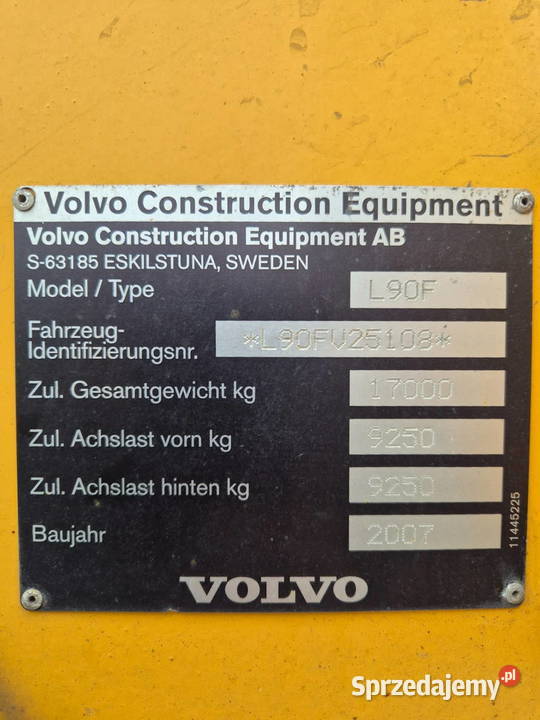 Volvo Construction Equipment
Volvo Construction Equipment AB
S-63185 ESKILSTUNA, SWEDEN
Model / Type L90F
Fahrzeug-
Identifizierungsnr. *L90FV25108*
Zul. Gesamtgewicht kg 17000
Zul. Achslast vorn kg 9250
Zul. Achslast hinten kg 9250
Baujahr 2007
11445225
VOLVO
Sprzedajemy.pl